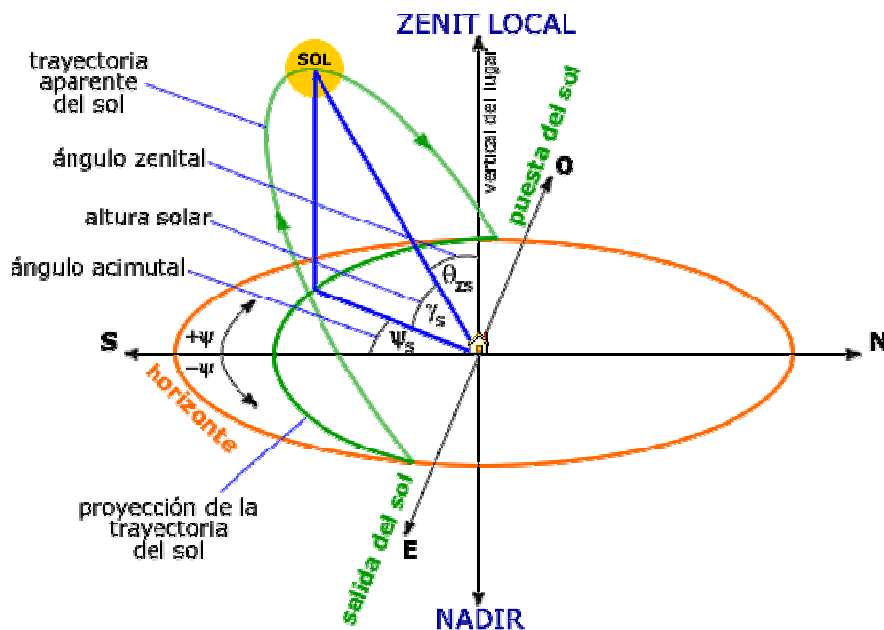 ZENIT LOCAL
SOL
trayectoria
aparente
del sol
vertical del lugar
puesta del sol
O
ángulo zenital
altura solar
ángulo acimutal
θzs
γs
ψs
S
+ψ
−ψ
N
horizonte
proyección de la
trayectoria
del sol
salida del sol
E
NADIR